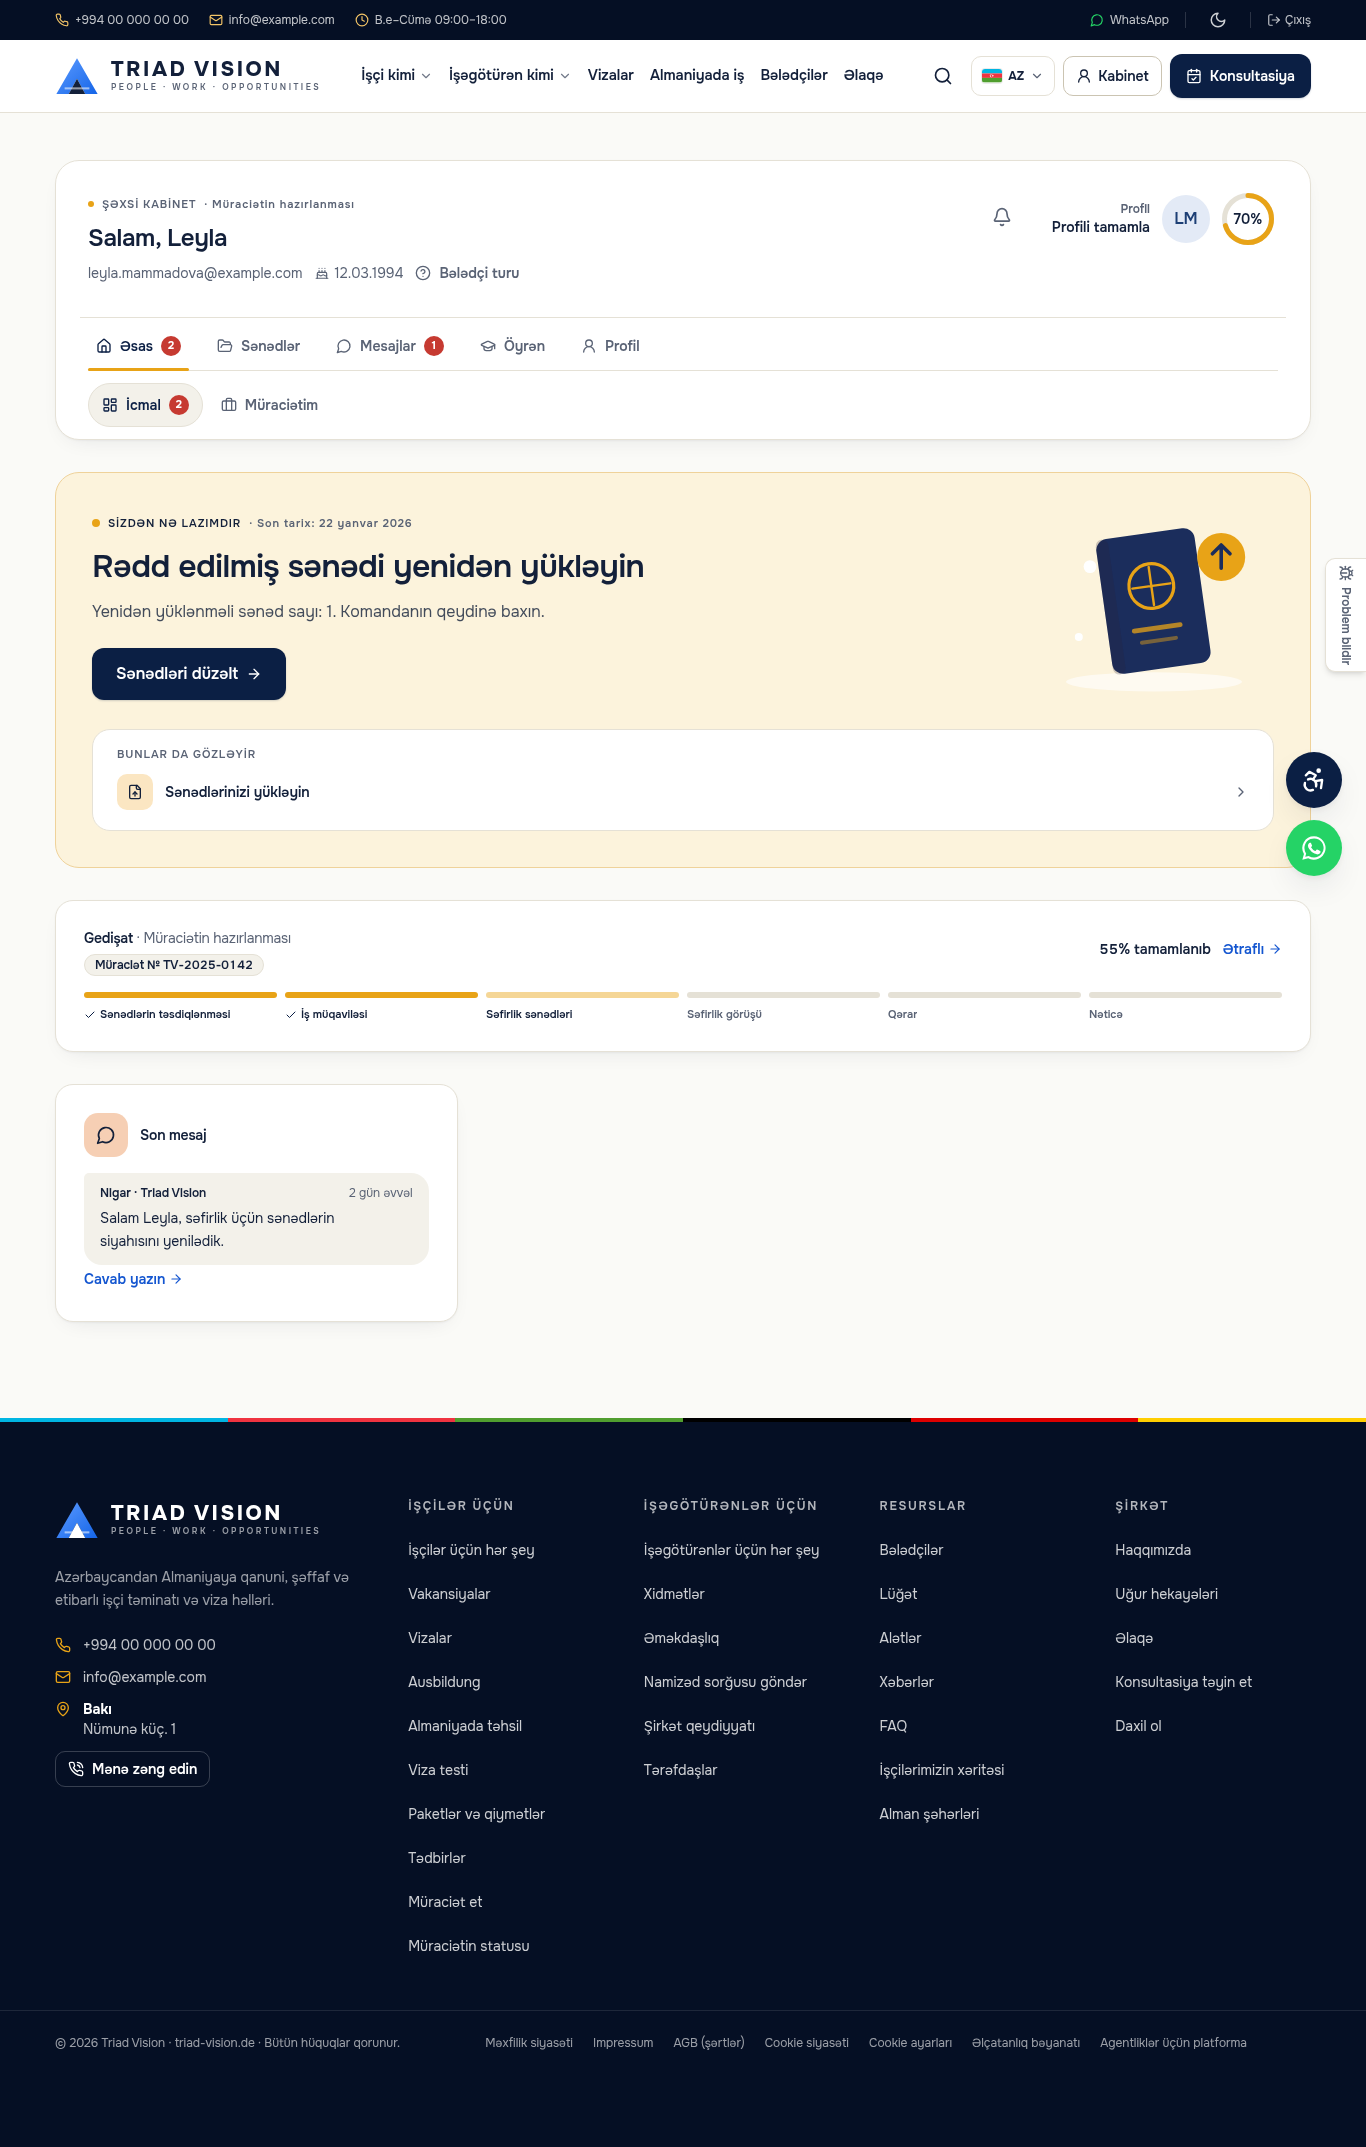 +994 00 000 00 00
info@example.com
B.e–Cümə 09:00–18:00
WhatsApp
Çıxış
TRIAD VISION
PEOPLE · WORK · OPPORTUNITIES
İşçi kimi
İşəgötürən kimi
Vizalar
Almaniyada iş
Bələdçilər
Əlaqə
AZ
Kabinet
Konsultasiya
ŞƏXSİ KABİNET · Müraciətin hazırlanması
Salam, Leyla
leyla.mammadova@example.com
12.03.1994
Bələdçi turu
Profil
Profili tamamla
LM
70%
Əsas 2
Sənədlər
Mesajlar 1
Öyrən
Profil
İcmal 2
Müraciətim
SİZDƏN NƏ LAZIMDIR · Son tarix: 22 yanvar 2026
Rədd edilmiş sənədi yenidən yükləyin
Yenidən yüklənməli sənəd sayı: 1. Komandanın qeydinə baxın.
Sənədləri düzəlt
BUNLAR DA GÖZLƏYİR
Sənədlərinizi yükləyin
Problem bildir
Gedişat · Müraciətin hazırlanması
Müraciət № TV-2025-0142
55% tamamlanıb
Ətraflı
Sənədlərin təsdiqlənməsi
İş müqaviləsi
Səfirlik sənədləri
Səfirlik görüşü
Qərar
Nəticə
Son mesaj
Nigar · Triad Vision
2 gün əvvəl
Salam Leyla, səfirlik üçün sənədlərin
siyahısını yenilədik.
Cavab yazın
TRIAD VISION
PEOPLE · WORK · OPPORTUNITIES
Azərbaycandan Almaniyaya qanuni, şəffaf və
etibarlı işçi təminatı və viza həlləri.
+994 00 000 00 00
info@example.com
Bakı
Nümunə küç. 1
Mənə zəng edin
İŞÇİLƏR ÜÇÜN
İşçilər üçün hər şey
Vakansiyalar
Vizalar
Ausbildung
Almaniyada təhsil
Viza testi
Paketlər və qiymətlər
Tədbirlər
Müraciət et
Müraciətin statusu
İŞƏGÖTÜRƏNLƏR ÜÇÜN
İşəgötürənlər üçün hər şey
Xidmətlər
Əməkdaşlıq
Namizəd sorğusu göndər
Şirkət qeydiyyatı
Tərəfdaşlar
RESURSLAR
Bələdçilər
Lüğət
Alətlər
Xəbərlər
FAQ
İşçilərimizin xəritəsi
Alman şəhərləri
ŞİRKƏT
Haqqımızda
Uğur hekayələri
Əlaqə
Konsultasiya təyin et
Daxil ol
© 2026 Triad Vision · triad-vision.de · Bütün hüquqlar qorunur.
Məxfilik siyasəti
Impressum
AGB (şərtlər)
Cookie siyasəti
Cookie ayarları
Əlçatanlıq bəyanatı
Agentliklər üçün platforma